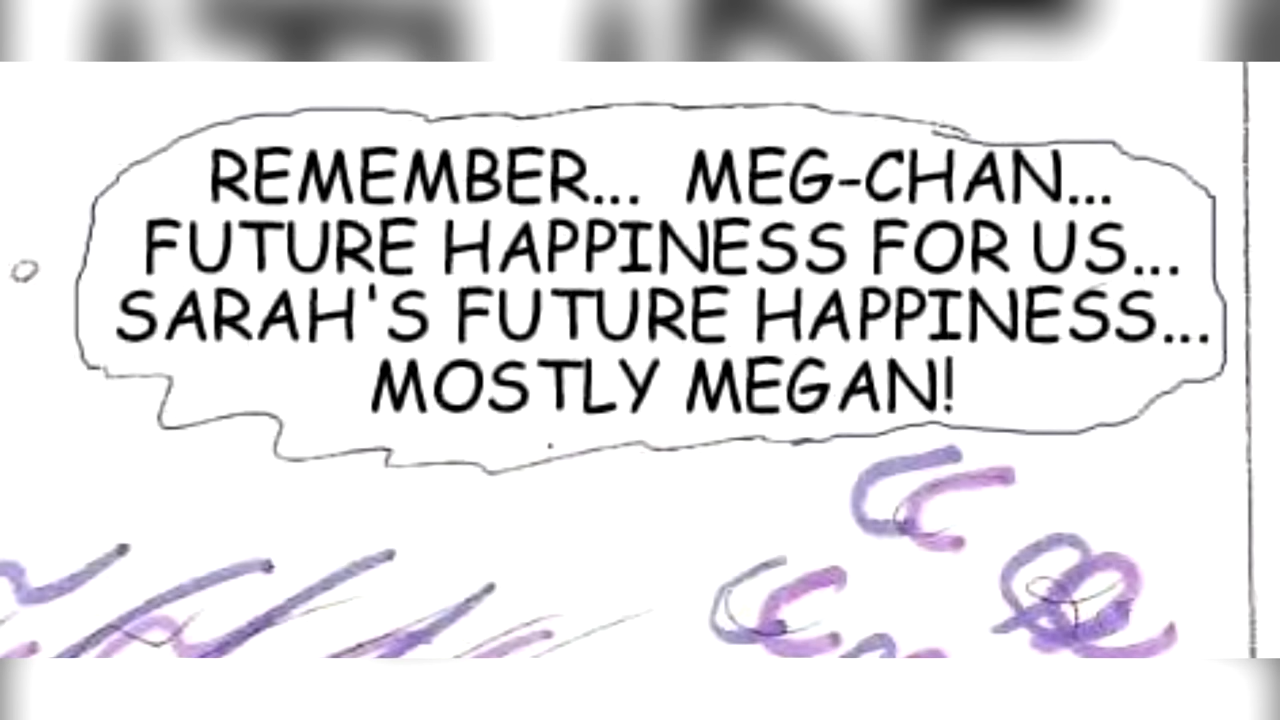 REMEMBER... MEG-CHAN...
FUTURE HAPPINESS FOR US...
SARAH'S FUTURE HAPPINESS...
MOSTLY MEGAN!